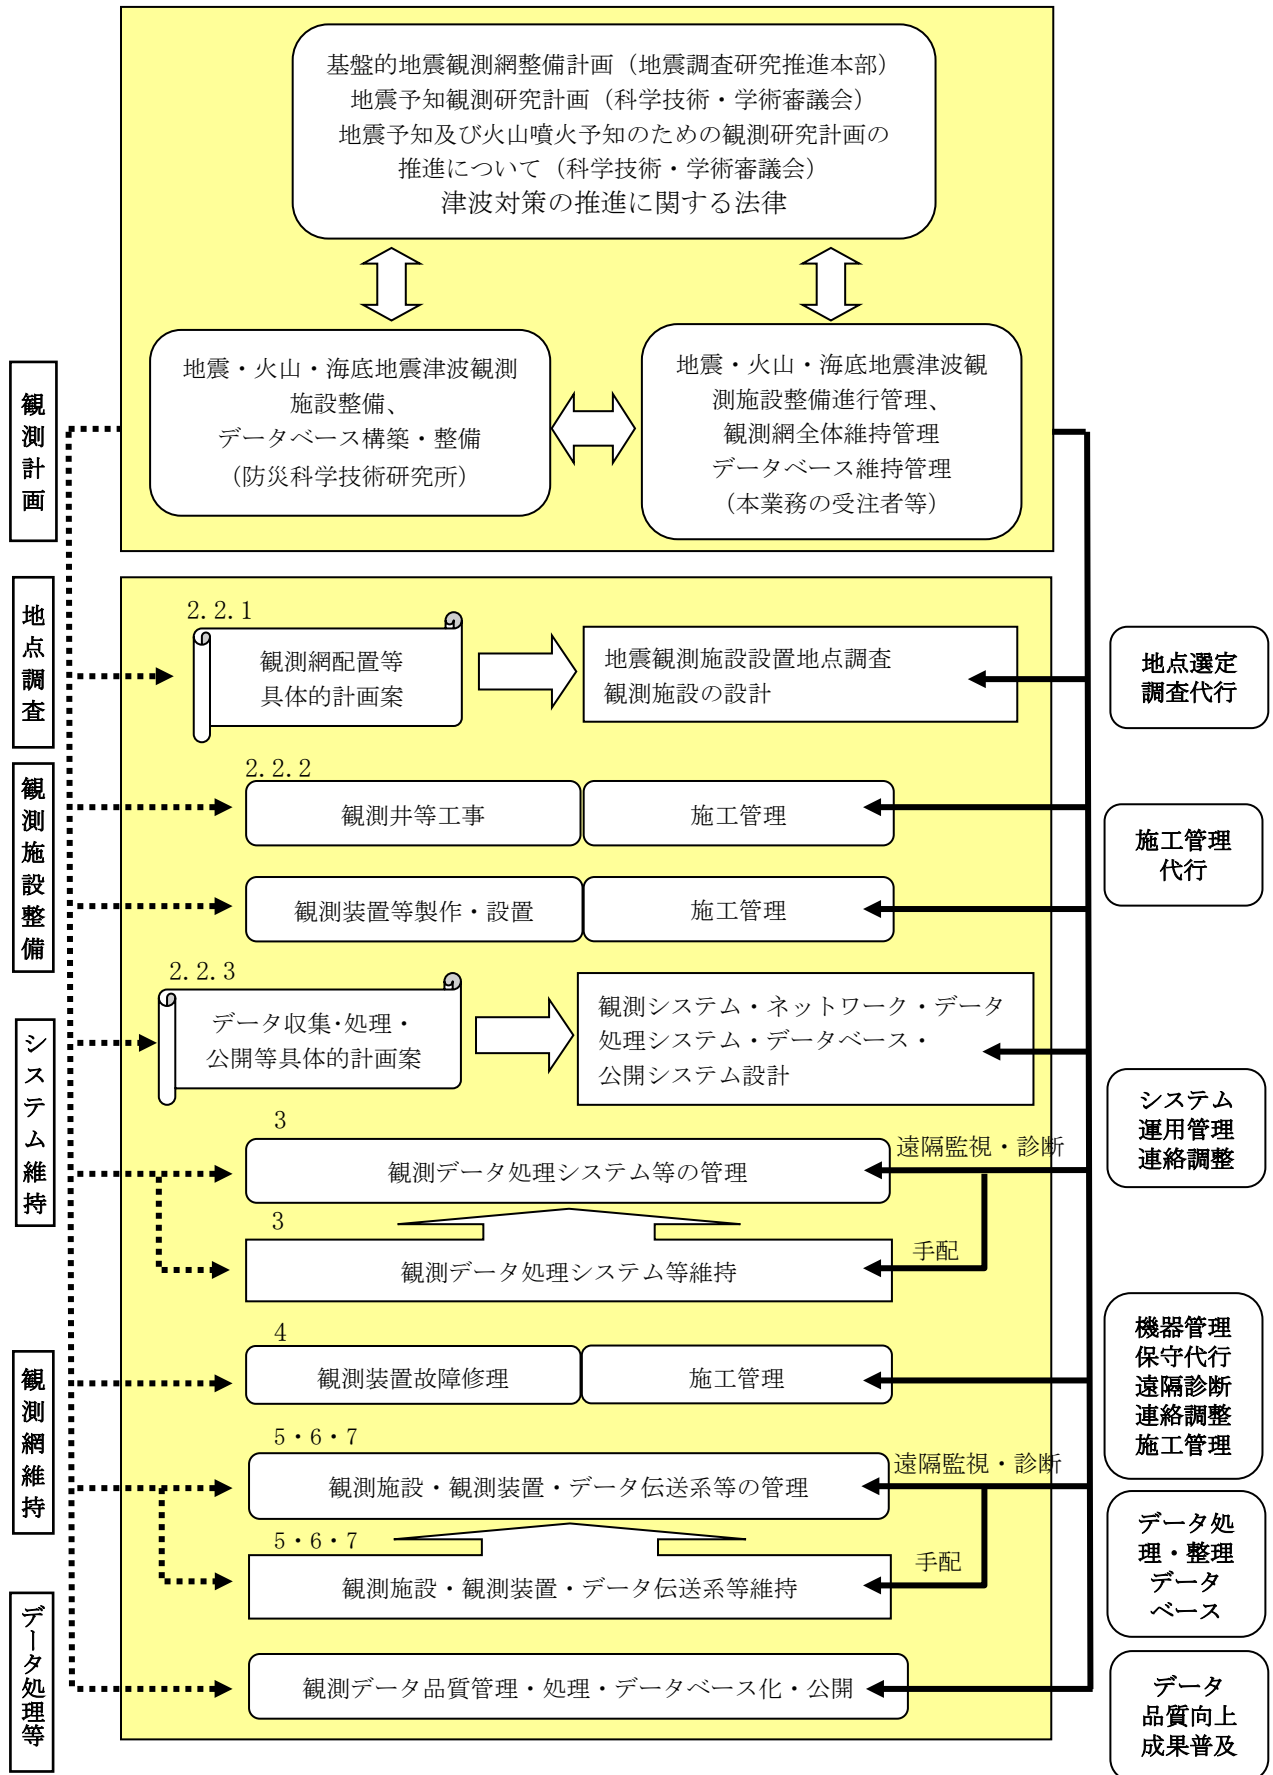 基盤的地震観測網整備計画（地震調査研究推進本部）
地震予知観測研究計画（科学技術・学術審議会）
地震予知及び火山噴火予知のための観測研究計画の
推進について（科学技術・学術審議会）
津波対策の推進に関する法律
地震・火山・海底地震津波観測
施設整備、
データベース構築・整備
（防災科学技術研究所）
地震・火山・海底地震津波観
測施設整備進行管理、
観測網全体維持管理
データベース維持管理
（本業務の受注者等）
観測計画
地点調査
2.2.1
観測網配置等
具体的計画案
地震観測施設設置地点調査
観測施設の設計
地点選定
調査代行
観測施設整備
2.2.2
観測井等工事
施工管理
施工管理
代行
観測装置等製作・設置
施工管理
2.2.3
データ収集・処理・
公開等具体的計画案
観測システム・ネットワーク・データ
処理システム・データベース・
公開システム設計
システム維持
システム
運用管理
連絡調整
3
観測データ処理システム等の管理
遠隔監視・診断
3
観測データ処理システム等維持
手配
4
観測装置故障修理
施工管理
機器管理
保守代行
遠隔診断
連絡調整
施工管理
観測網維持
5・6・7
観測施設・観測装置・データ伝送系等の管理
遠隔監視・診断
5・6・7
観測施設・観測装置・データ伝送系等維持
手配
データ処
理・整理
データ
ベース
データ処理等
観測データ品質管理・処理・データベース化・公開
データ
品質向上
成果普及